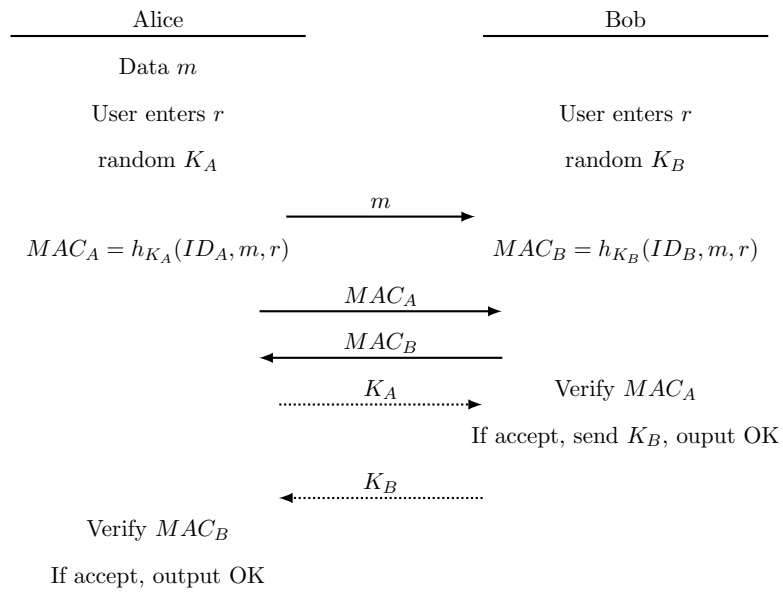 Alice Bob
Data m
User enters r User enters r
random K_A random K_B
m
MAC_A = h_{K_A}(ID_A, m, r) MAC_B = h_{K_B}(ID_B, m, r)
MAC_A
MAC_B
K_A Verify MAC_A
If accept, send K_B, ouput OK
K_B
Verify MAC_B
If accept, output OK